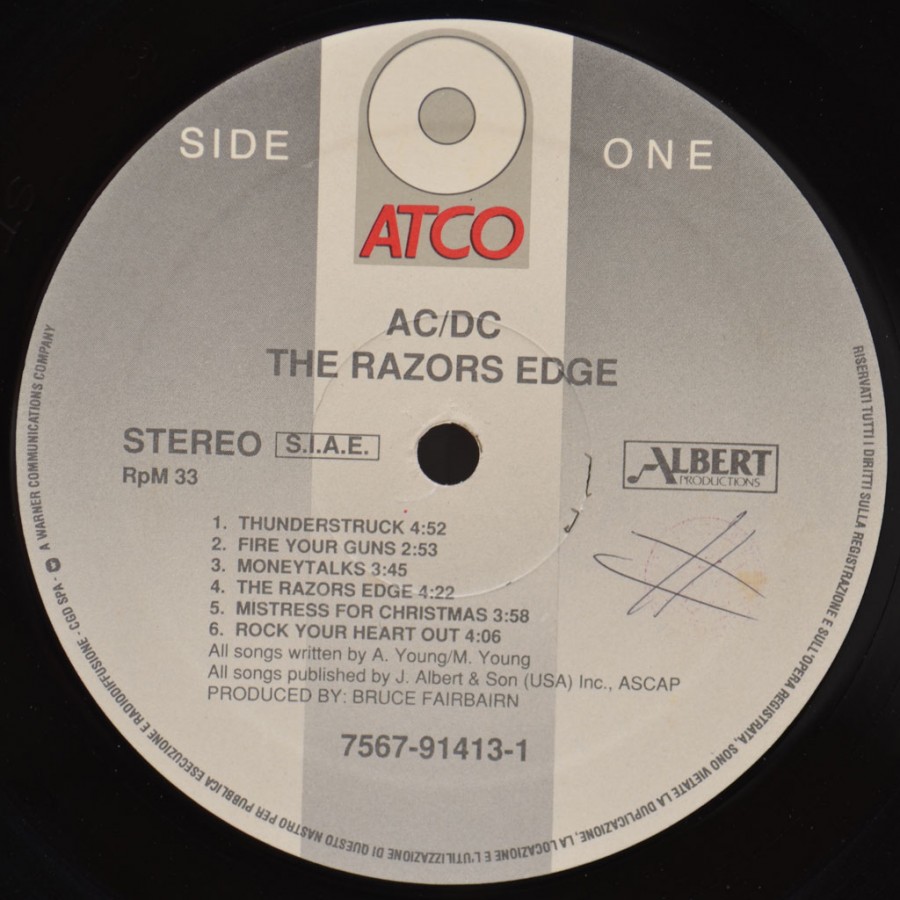 SIDE ONE
ATCO
AC/DC
THE RAZORS EDGE
STEREO S.I.A.E.
RpM 33
ALBERT
PRODUCTIONS
1. THUNDERSTRUCK 4:52
2. FIRE YOUR GUNS 2:53
3. MONEYTALKS 3:45
4. THE RAZORS EDGE 4:22
5. MISTRESS FOR CHRISTMAS 3:58
6. ROCK YOUR HEART OUT 4:06
All songs written by A. Young/M. Young
All songs published by J. Albert & Son (USA) Inc., ASCAP
PRODUCED BY: BRUCE FAIRBAIRN
7567-91413-1
RISERVATI TUTTI I DIRITTI SULLA REGISTRAZIONE E SULL'OPERA REGISTRATA, SONO VIETATE LA DUPLICAZIONE, LA LOCAZIONE E L'UTILIZZAZIONE DI QUESTO NASTRO PER PUBBLICA ESECUZIONE E RADIODIFFUSIONE - CGD SPA - A WARNER COMMUNICATIONS COMPANY